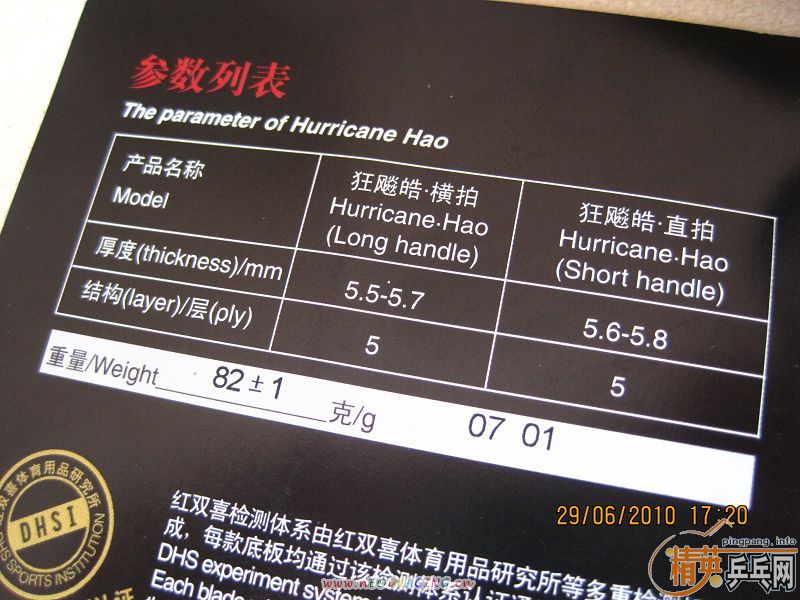 参数列表
The parameter of Hurricane Hao
产品名称
Model
狂飚皓·横拍
Hurricane·Hao
(Long handle)
狂飚皓·直拍
Hurricane·Hao
(Short handle)
厚度(thickness)/mm
5.5-5.7
5.6-5.8
结构(layer)/层(ply)
5
5
重量/Weight 82±1 克/g 07 01
红双喜体育用品研究所
DHSI
DHS SPORTS INSTITUTION
红双喜检测体系由红双喜体育用品研究所等多重检测
成，每款底板均通过该检测体系认证
DHS experiment system
Each blade
29/06/2010 17:20
pingpang.info
精英乒乓网